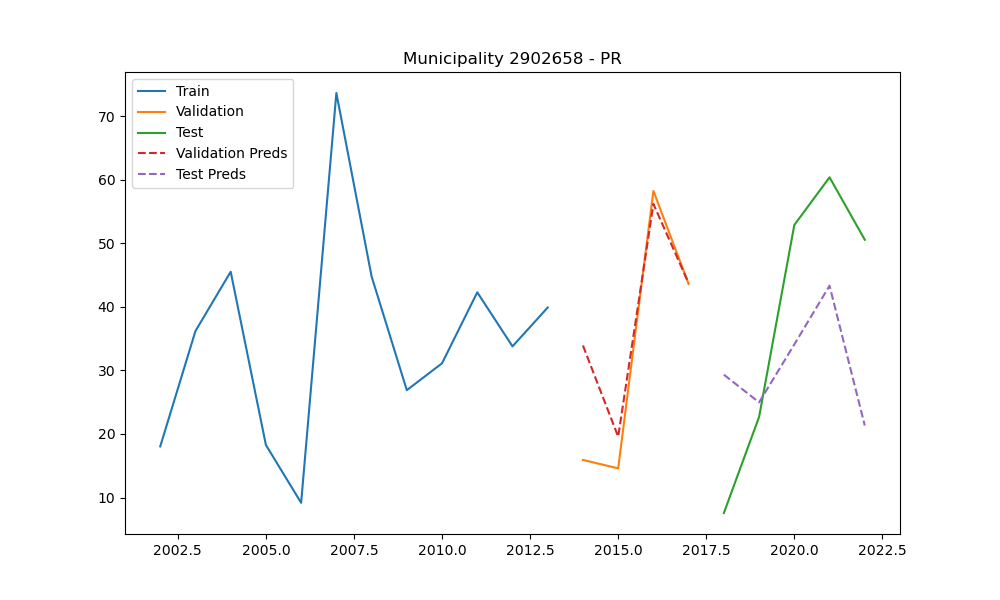 Municipality 2902658 - PR
Train
Validation
Test
Validation Preds
Test Preds
70
60
50
40
30
20
10
2002.5 2005.0 2007.5 2010.0 2012.5 2015.0 2017.5 2020.0 2022.5